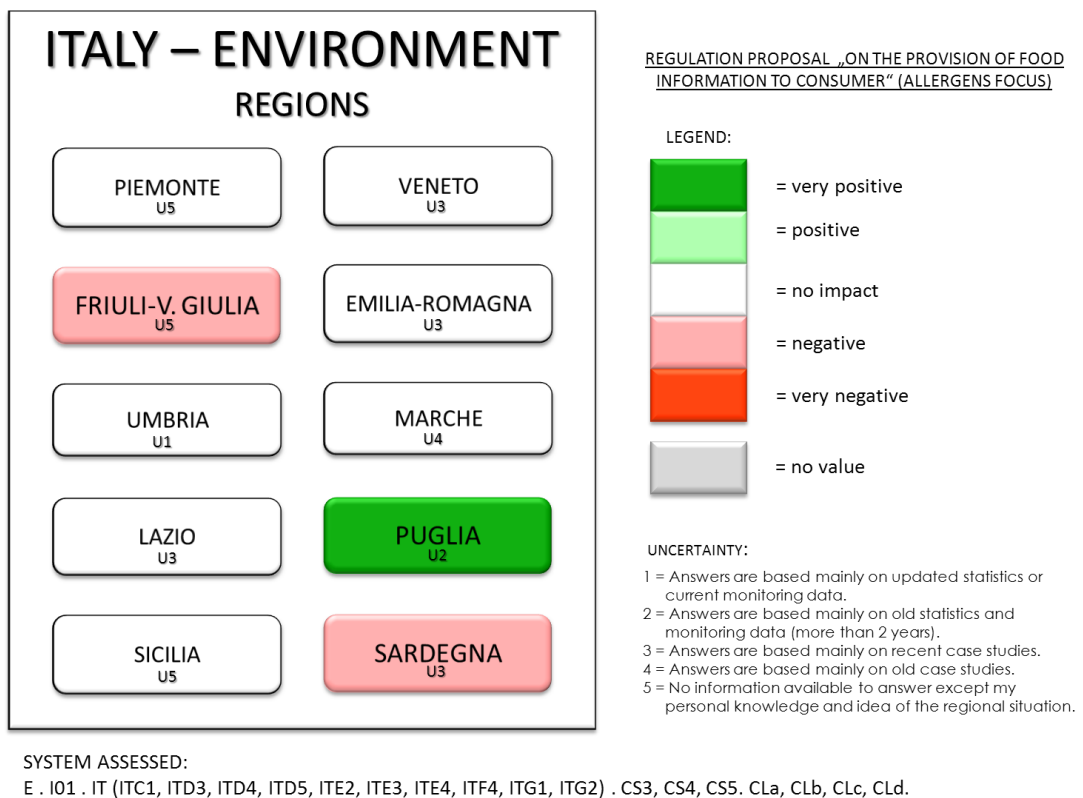 ITALY – ENVIRONMENT
REGIONS
PIEMONTE
U5
VENETO
U3
FRIULI-V. GIULIA
U5
EMILIA-ROMAGNA
U3
UMBRIA
U1
MARCHE
U4
LAZIO
U3
PUGLIA
U2
SICILIA
U5
SARDEGNA
U3
REGULATION PROPOSAL „ON THE PROVISION OF FOOD
INFORMATION TO CONSUMER“ (ALLERGENS FOCUS)
LEGEND:
= very positive
= positive
= no impact
= negative
= very negative
= no value
UNCERTAINTY:
1 = Answers are based mainly on updated statistics or
current monitoring data.
2 = Answers are based mainly on old statistics and
monitoring data (more than 2 years).
3 = Answers are based mainly on recent case studies.
4 = Answers are based mainly on old case studies.
5 = No information available to answer except my
personal knowledge and idea of the regional situation.
SYSTEM ASSESSED:
E . I01 . IT (ITC1, ITD3, ITD4, ITD5, ITE2, ITE3, ITE4, ITF4, ITG1, ITG2) . CS3, CS4, CS5. CLa, CLb, CLc, CLd.